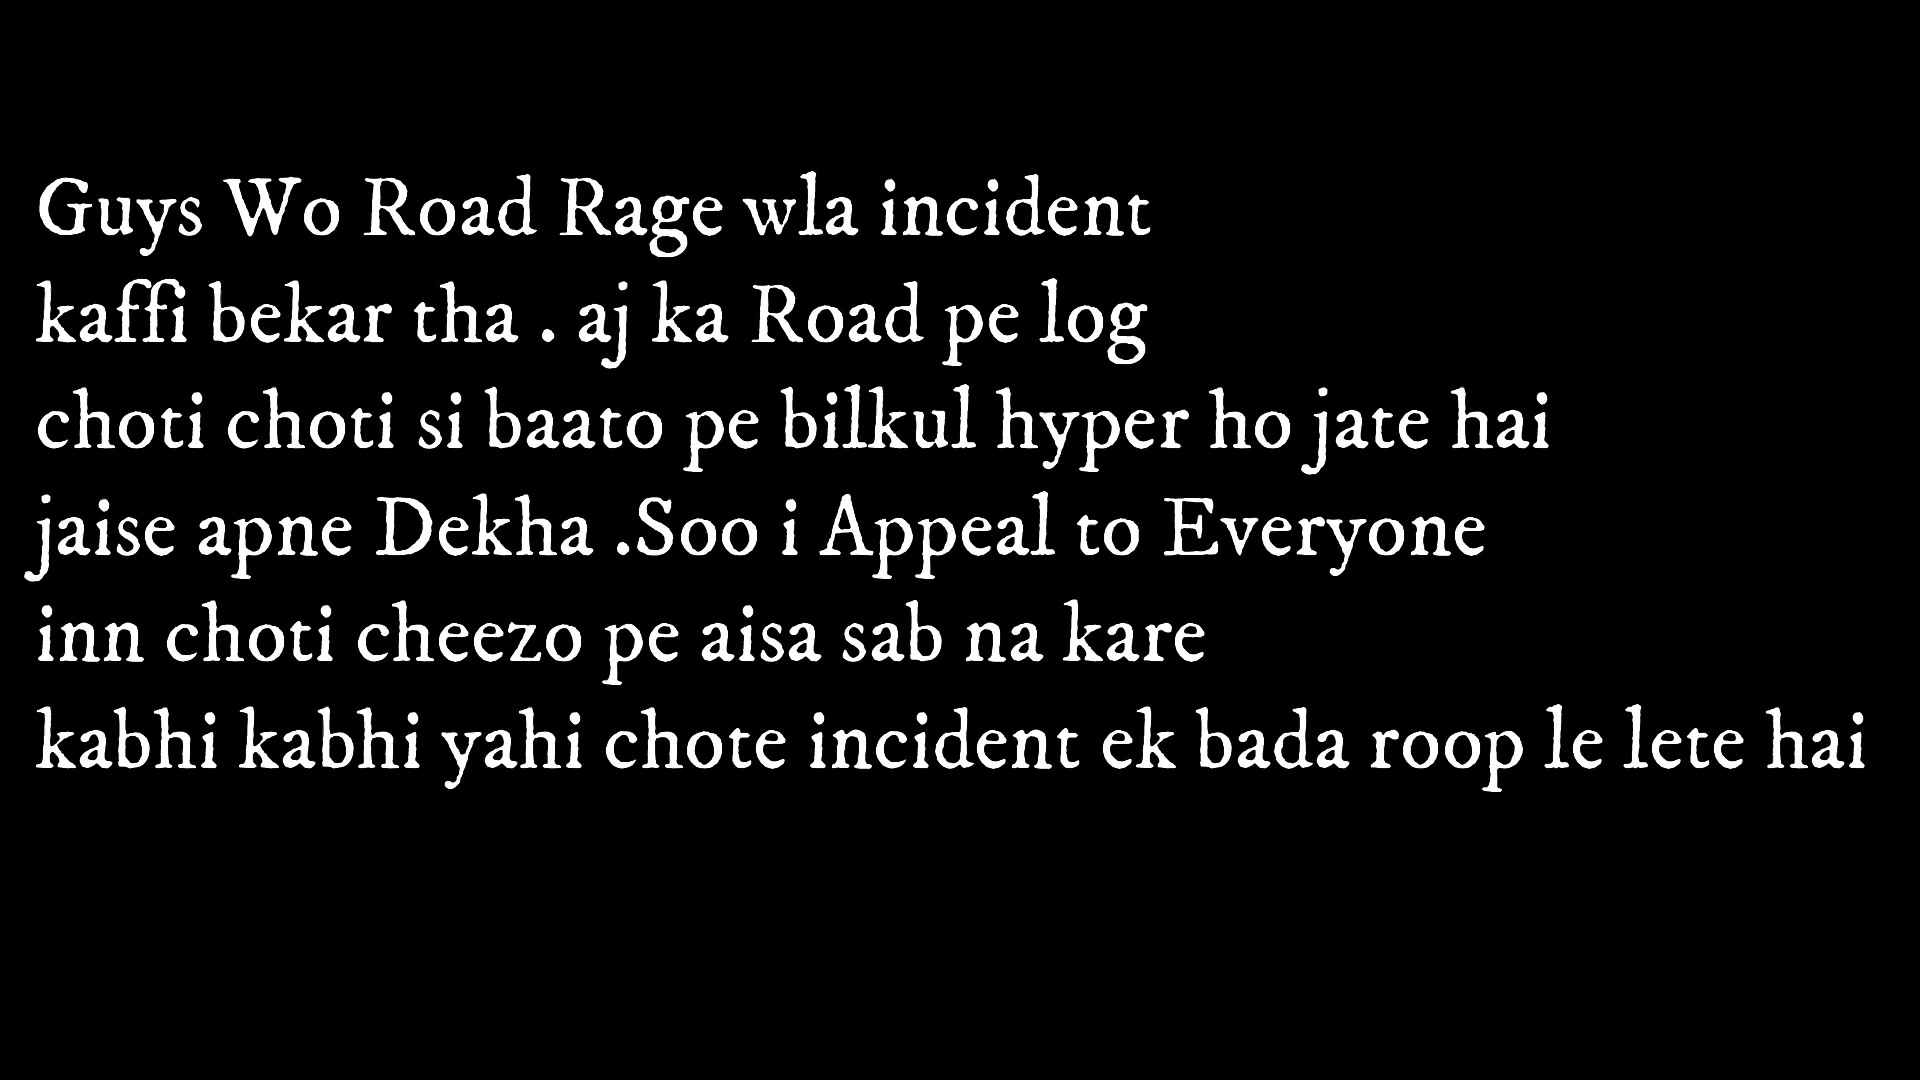 Guys Wo Road Rage wla incident
kaffi bekar tha . aj ka Road pe log
choti choti si baato pe bilkul hyper ho jate hai
jaise apne Dekha .Soo i Appeal to Everyone
inn choti cheezo pe aisa sab na kare
kabhi kabhi yahi chote incident ek bada roop le lete hai